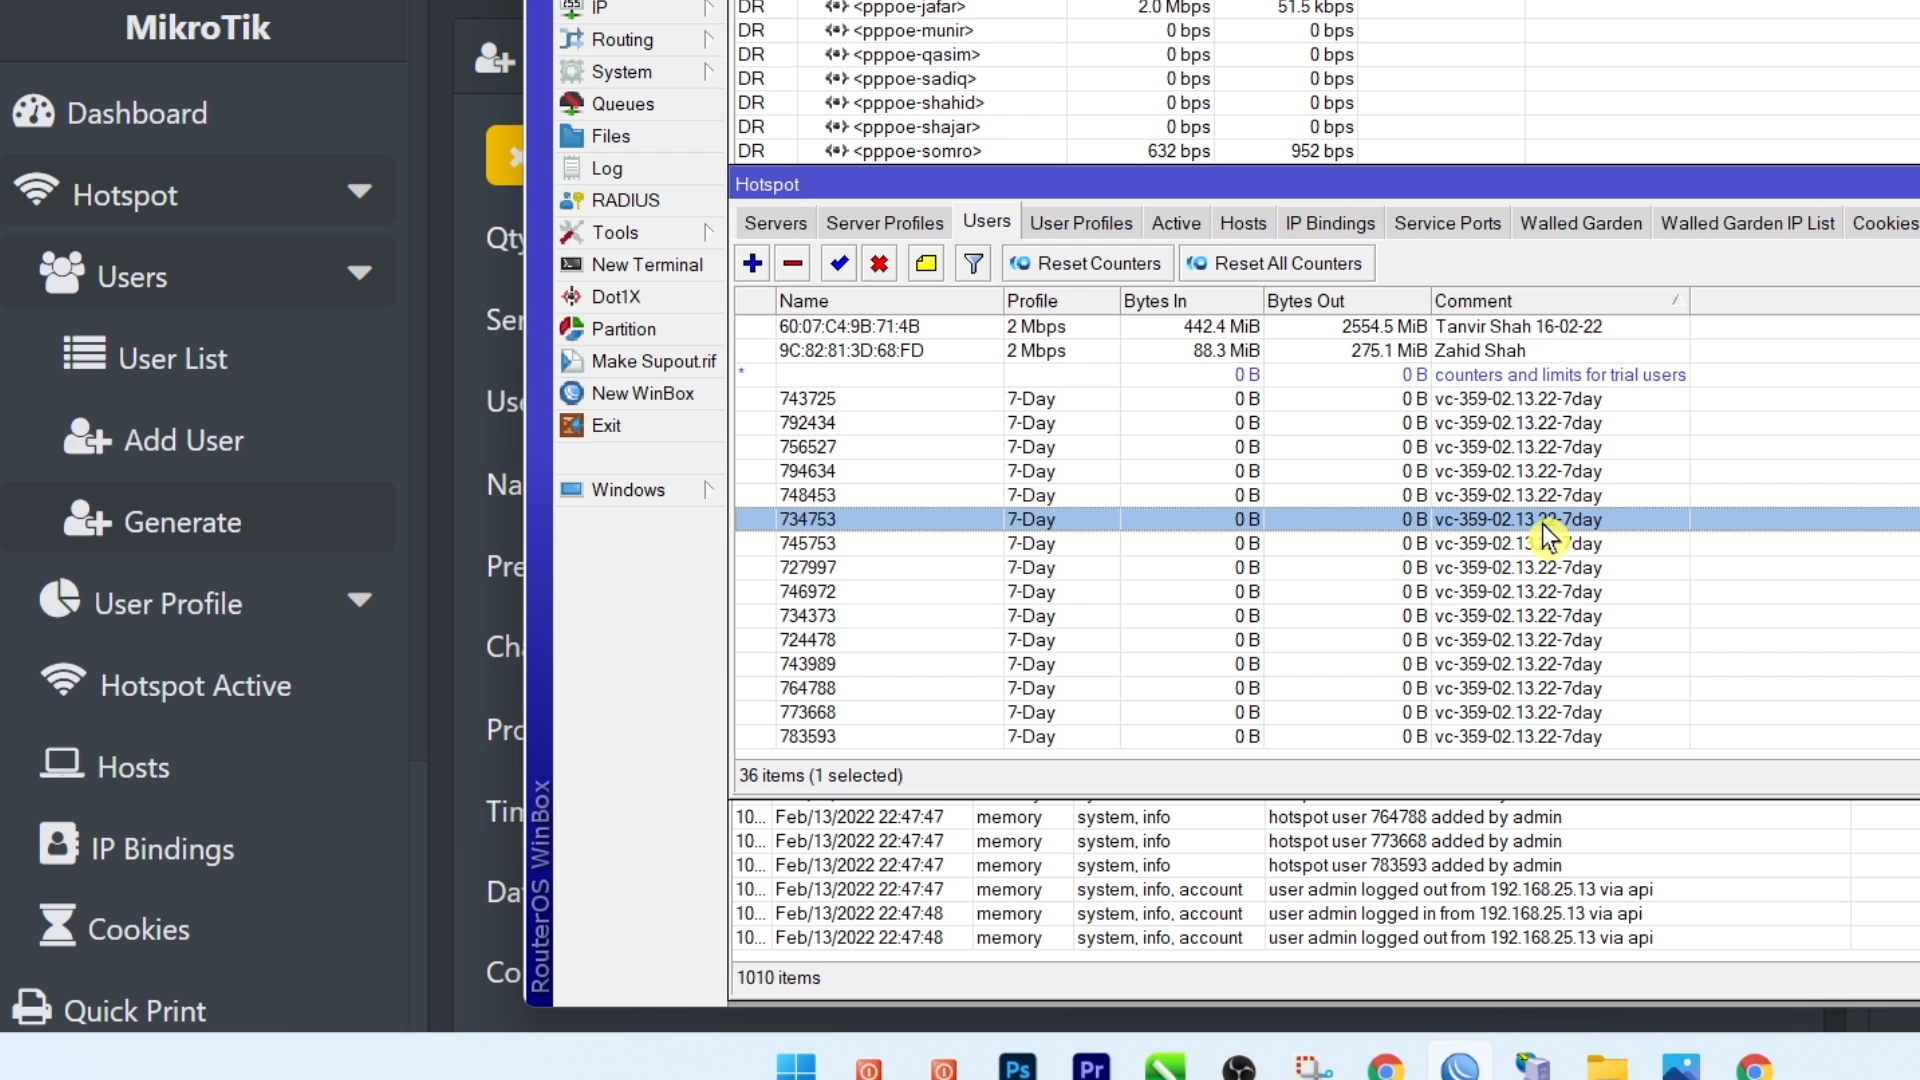 MikroTik
Dashboard
Hotspot
Users
User List
Add User
Generate
User Profile
Hotspot Active
Hosts
IP Bindings
Cookies
Quick Print
IP
Routing
System
Queues
Files
Log
RADIUS
Tools
New Terminal
Dot1X
Partition
Make Supout.rif
New WinBox
Exit
Windows
RouterOS WinBox
DR <pppoe-jafar> 2.0 Mbps 51.5 kbps
DR <pppoe-munir> 0 bps 0 bps
DR <pppoe-qasim> 0 bps 0 bps
DR <pppoe-sadiq> 0 bps 0 bps
DR <pppoe-shahid> 0 bps 0 bps
DR <pppoe-shajar> 0 bps 0 bps
DR <pppoe-somro> 632 bps 952 bps
Hotspot
Servers Server Profiles Users User Profiles Active Hosts IP Bindings Service Ports Walled Garden Walled Garden IP List Cookies
Reset Counters Reset All Counters
Name Profile Bytes In Bytes Out Comment
60:07:C4:9B:71:4B 2 Mbps 442.4 MiB 2554.5 MiB Tanvir Shah 16-02-22
9C:82:81:3D:68:FD 2 Mbps 88.3 MiB 275.1 MiB Zahid Shah
* 0 B 0 B counters and limits for trial users
743725 7-Day 0 B 0 B vc-359-02.13.22-7day
792434 7-Day 0 B 0 B vc-359-02.13.22-7day
756527 7-Day 0 B 0 B vc-359-02.13.22-7day
794634 7-Day 0 B 0 B vc-359-02.13.22-7day
748453 7-Day 0 B 0 B vc-359-02.13.22-7day
734753 7-Day 0 B 0 B vc-359-02.13.22-7day
745753 7-Day 0 B 0 B vc-359-02.13.22-7day
727997 7-Day 0 B 0 B vc-359-02.13.22-7day
746972 7-Day 0 B 0 B vc-359-02.13.22-7day
734373 7-Day 0 B 0 B vc-359-02.13.22-7day
724478 7-Day 0 B 0 B vc-359-02.13.22-7day
743989 7-Day 0 B 0 B vc-359-02.13.22-7day
764788 7-Day 0 B 0 B vc-359-02.13.22-7day
773668 7-Day 0 B 0 B vc-359-02.13.22-7day
783593 7-Day 0 B 0 B vc-359-02.13.22-7day
36 items (1 selected)
10... Feb/13/2022 22:47:47 memory system, info hotspot user 764788 added by admin
10... Feb/13/2022 22:47:47 memory system, info hotspot user 773668 added by admin
10... Feb/13/2022 22:47:47 memory system, info hotspot user 783593 added by admin
10... Feb/13/2022 22:47:47 memory system, info, account user admin logged out from 192.168.25.13 via api
10... Feb/13/2022 22:47:48 memory system, info, account user admin logged in from 192.168.25.13 via api
10... Feb/13/2022 22:47:48 memory system, info, account user admin logged out from 192.168.25.13 via api
1010 items
Ps Pr